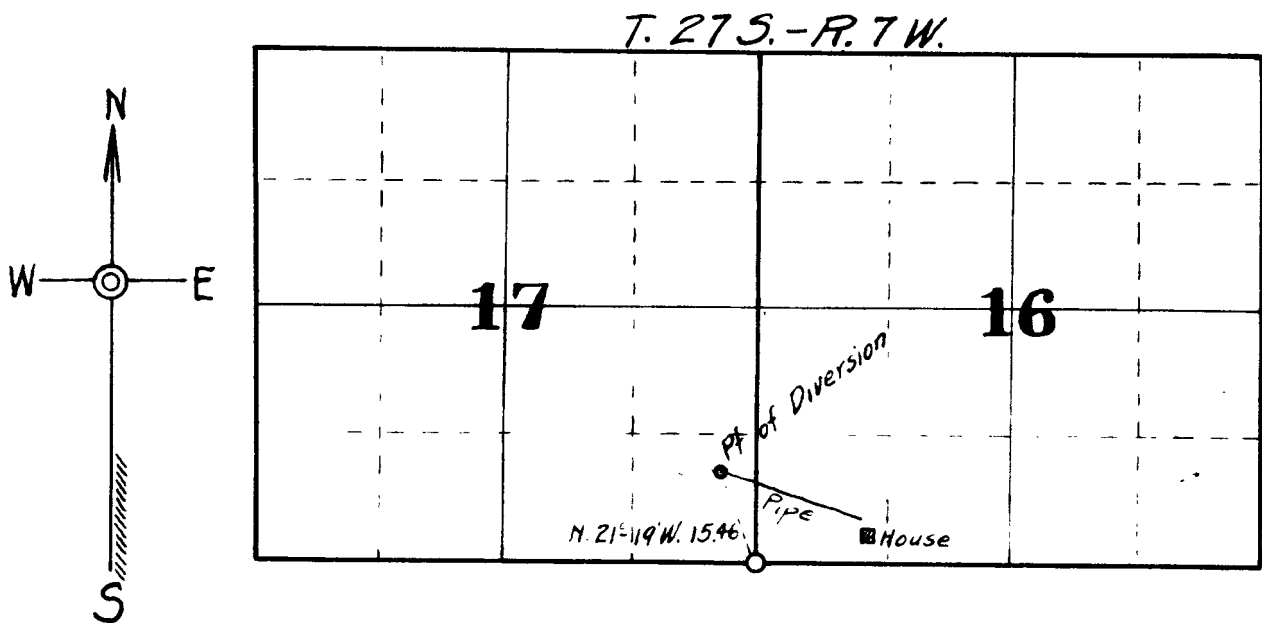 T. 27 S. - R. 7 W.
N
W
E
S
17
16
Pt of Diversion
Pipe
N. 21°-19' W. 15.46
House